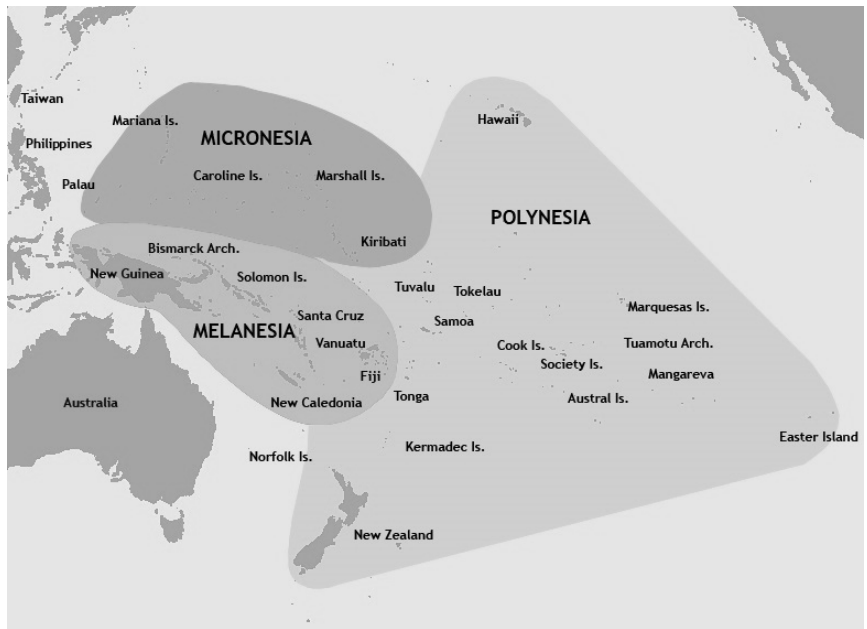 Taiwan
Hawaii
Mariana Is.
MICRONESIA
Philippines
Caroline Is.
Marshall Is.
Palau
POLYNESIA
Kiribati
Bismarck Arch.
New Guinea
Solomon Is.
Tuvalu
Tokelau
Marquesas Is.
Santa Cruz
Samoa
MELANESIA
Vanuatu
Cook Is.
Tuamotu Arch.
Society Is.
Fiji
Mangareva
Australia
New Caledonia
Tonga
Austral Is.
Easter Island
Kermadec Is.
Norfolk Is.
New Zealand